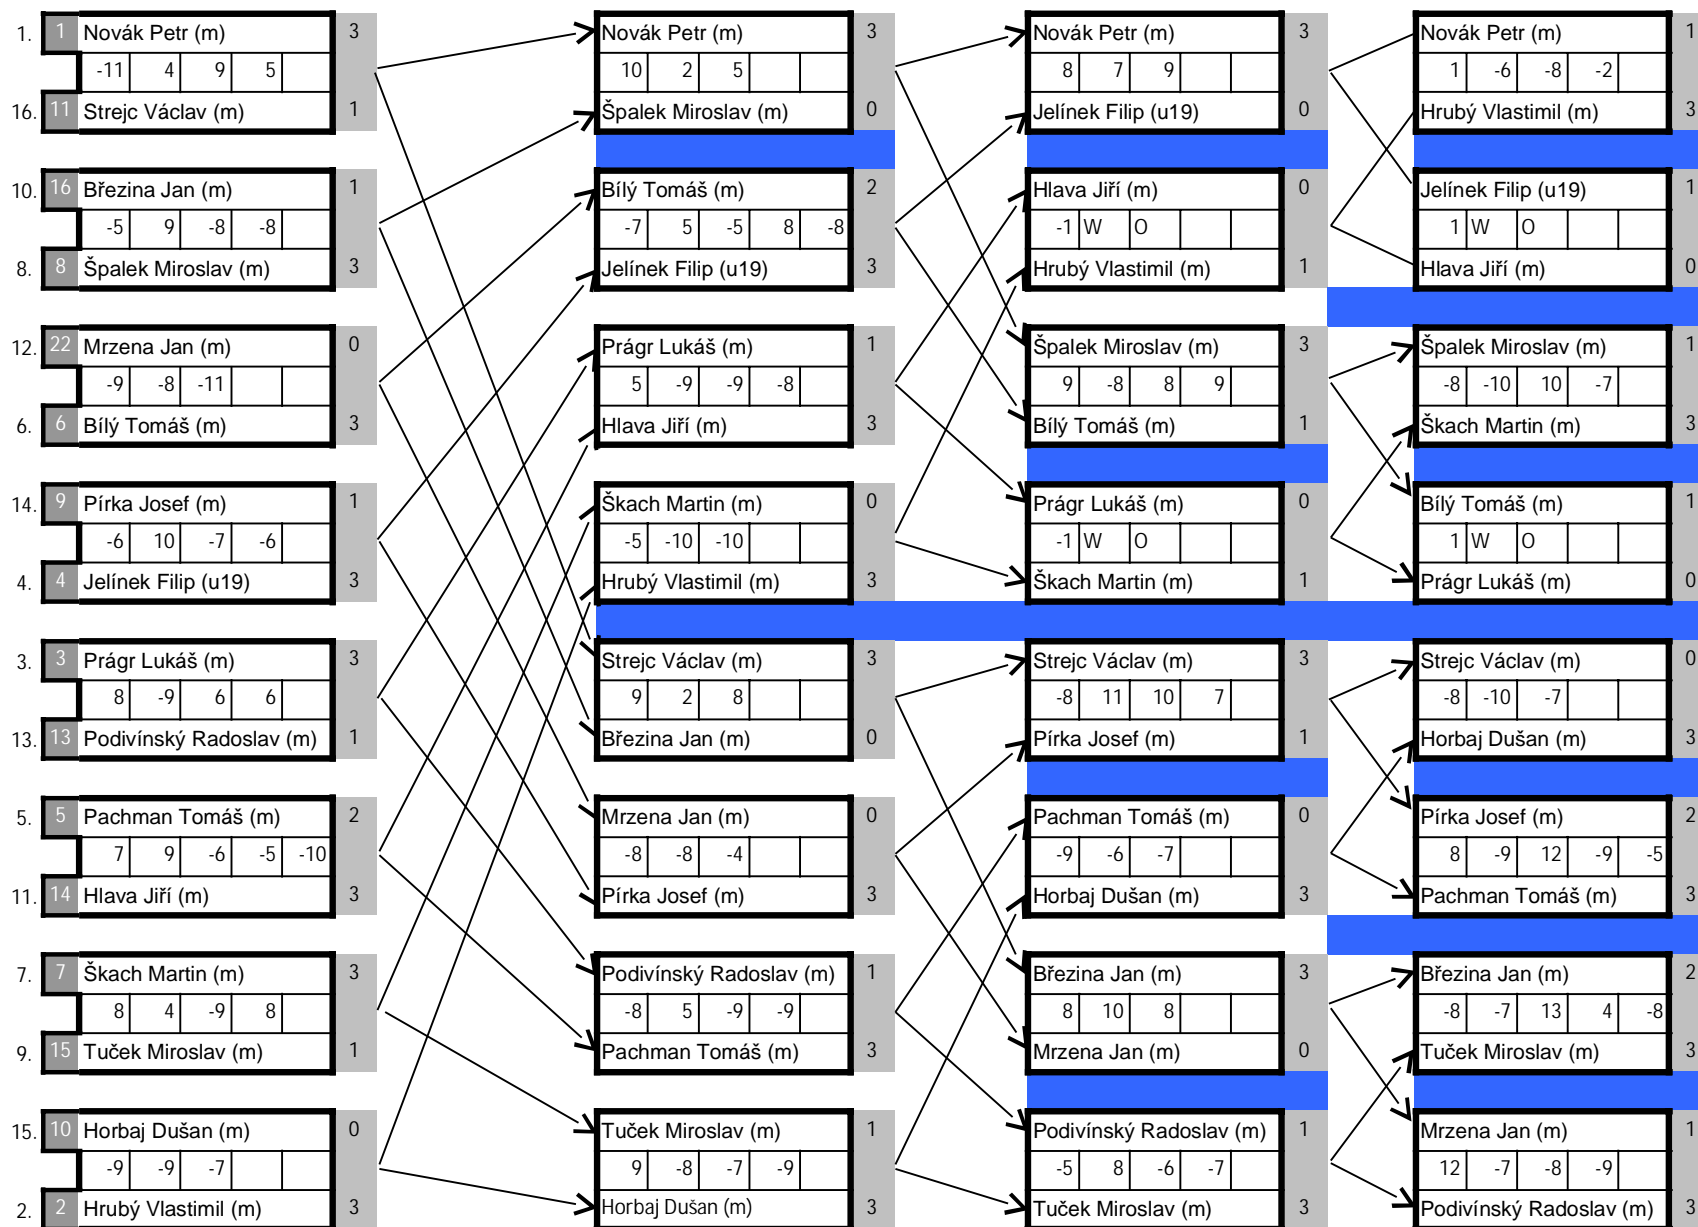 1. 1 Novák Petr (m) 3 Novák Petr (m) 3 Novák Petr (m) 3 Novák Petr (m) 1
-11 4 9 5 10 2 5 8 7 9 1 -6 -8 -2
16. 11 Strejc Václav (m) 1 Špalek Miroslav (m) 0 Jelínek Filip (u19) 0 Hrubý Vlastimil (m) 3
10. 16 Březina Jan (m) 1 Bílý Tomáš (m) 2 Hlava Jiří (m) 0 Jelínek Filip (u19) 1
-5 9 -8 -8 -7 5 -5 8 -8 -1 W O 1 W O
8. 8 Špalek Miroslav (m) 3 Jelínek Filip (u19) 3 Hrubý Vlastimil (m) 1 Hlava Jiří (m) 0
12. 22 Mrzena Jan (m) 0 Prágr Lukáš (m) 1 Špalek Miroslav (m) 3 Špalek Miroslav (m) 1
-9 -8 -11 5 -9 -9 -8 9 -8 8 9 -8 -10 10 -7
6. 6 Bílý Tomáš (m) 3 Hlava Jiří (m) 3 Bílý Tomáš (m) 1 Škach Martin (m) 3
14. 9 Pírka Josef (m) 1 Škach Martin (m) 0 Prágr Lukáš (m) 0 Bílý Tomáš (m) 1
-6 10 -7 -6 -5 -10 -10 -1 W O 1 W O
4. 4 Jelínek Filip (u19) 3 Hrubý Vlastimil (m) 3 Škach Martin (m) 1 Prágr Lukáš (m) 0
3. 3 Prágr Lukáš (m) 3 Strejc Václav (m) 3 Strejc Václav (m) 3 Strejc Václav (m) 0
8 -9 6 6 9 2 8 -8 11 10 7 -8 -10 -7
13. 13 Podivínský Radoslav (m) 1 Březina Jan (m) 0 Pírka Josef (m) 1 Horbaj Dušan (m) 3
5. 5 Pachman Tomáš (m) 2 Mrzena Jan (m) 0 Pachman Tomáš (m) 0 Pírka Josef (m) 2
7 9 -6 -5 -10 -8 -8 -4 -9 -6 -7 8 -9 12 -9 -5
11. 14 Hlava Jiří (m) 3 Pírka Josef (m) 3 Horbaj Dušan (m) 3 Pachman Tomáš (m) 3
7. 7 Škach Martin (m) 3 Podivínský Radoslav (m) 1 Březina Jan (m) 3 Březina Jan (m) 2
8 4 -9 8 -8 5 -9 -9 8 10 8 -8 -7 13 4 -8
9. 15 Tuček Miroslav (m) 1 Pachman Tomáš (m) 3 Mrzena Jan (m) 0 Tuček Miroslav (m) 3
15. 10 Horbaj Dušan (m) 0 Tuček Miroslav (m) 1 Podivínský Radoslav (m) 1 Mrzena Jan (m) 1
-9 -9 -7 9 -8 -7 -9 -5 8 -6 -7 12 -7 -8 -9
2. 2 Hrubý Vlastimil (m) 3 Horbaj Dušan (m) 3 Tuček Miroslav (m) 3 Podivínský Radoslav (m) 3